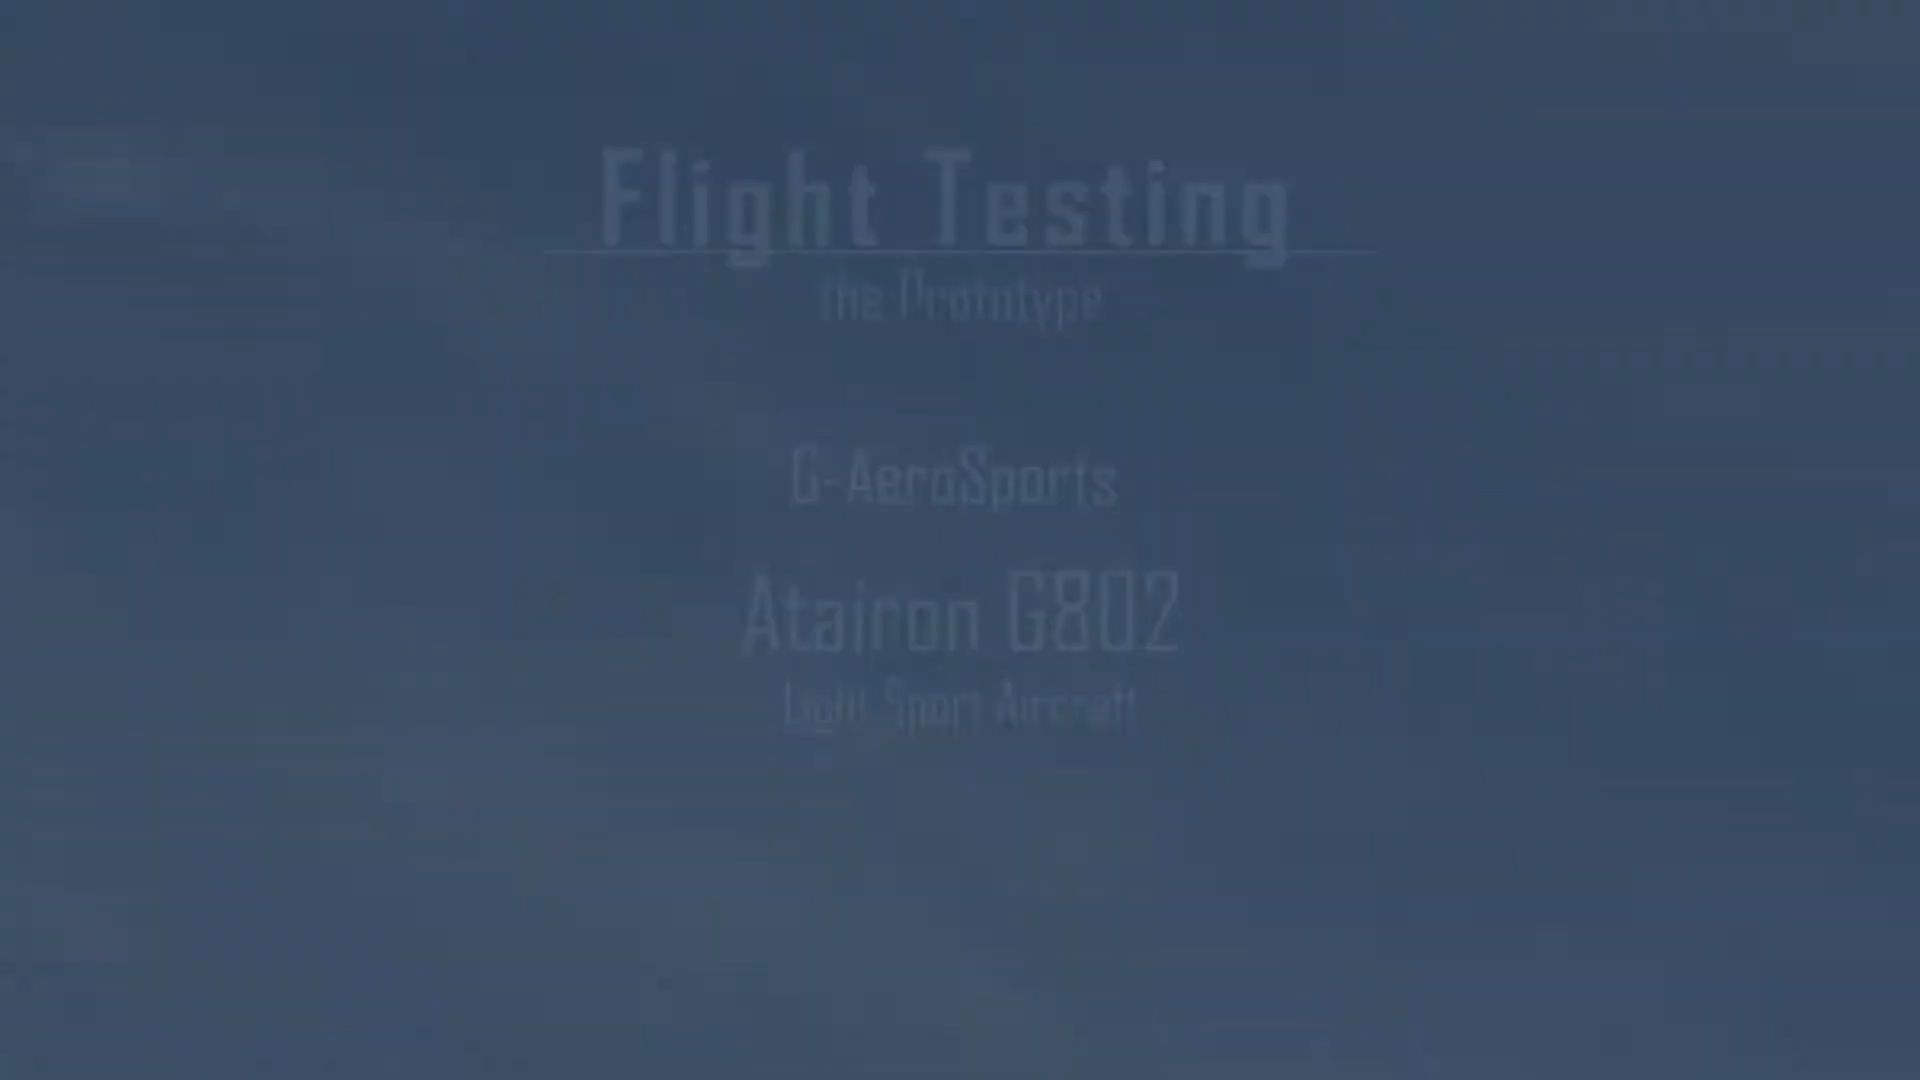 Flight Testing
the Prototype
G-AeroSports
Atairon G802
Light Sport Aircraft